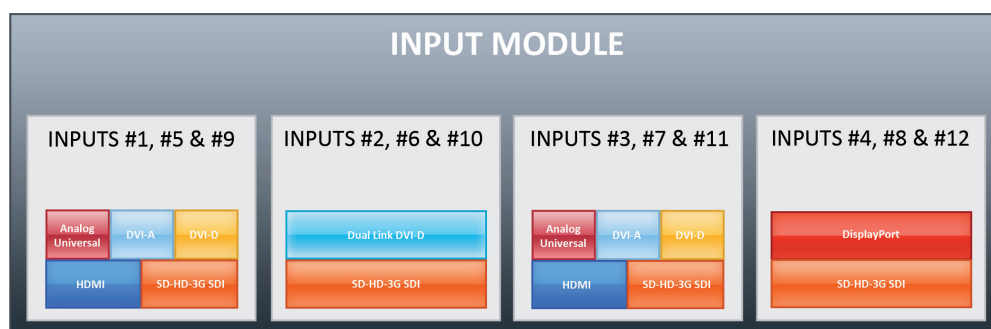 INPUT MODULE
INPUTS #1, #5 & #9
Analog
Universal
DVI-A
DVI-D
HDMI
SD-HD-3G SDI
INPUTS #2, #6 & #10
Dual Link DVI-D
SD-HD-3G SDI
INPUTS #3, #7 & #11
Analog
Universal
DVI-A
DVI-D
HDMI
SD-HD-3G SDI
INPUTS #4, #8 & #12
DisplayPort
SD-HD-3G SDI